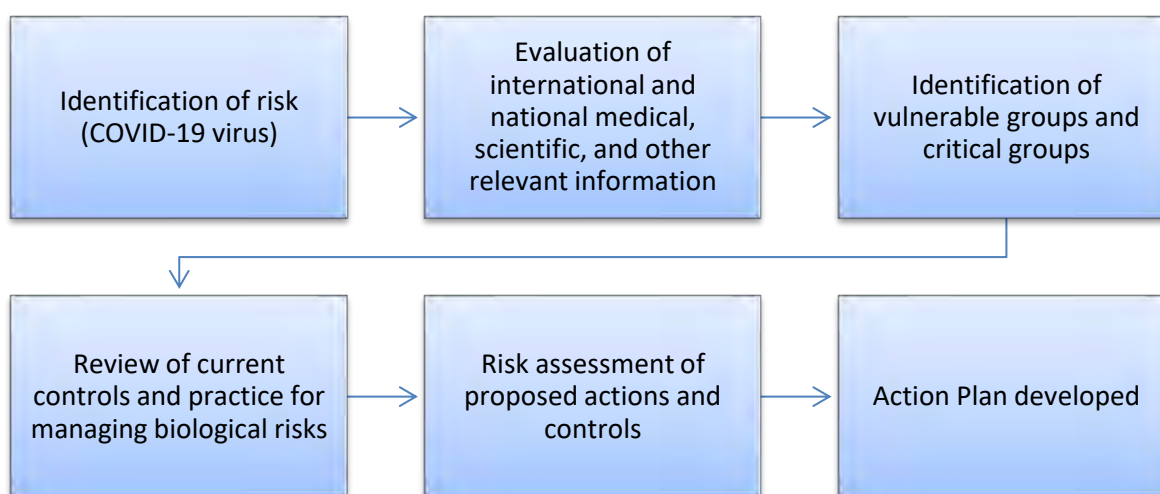 Identification of risk
(COVID-19 virus)
Evaluation of
international and
national medical,
scientific, and other
relevant information
Identification of
vulnerable groups and
critical groups
Review of current
controls and practice for
managing biological risks
Risk assessment of
proposed actions and
controls
Action Plan developed